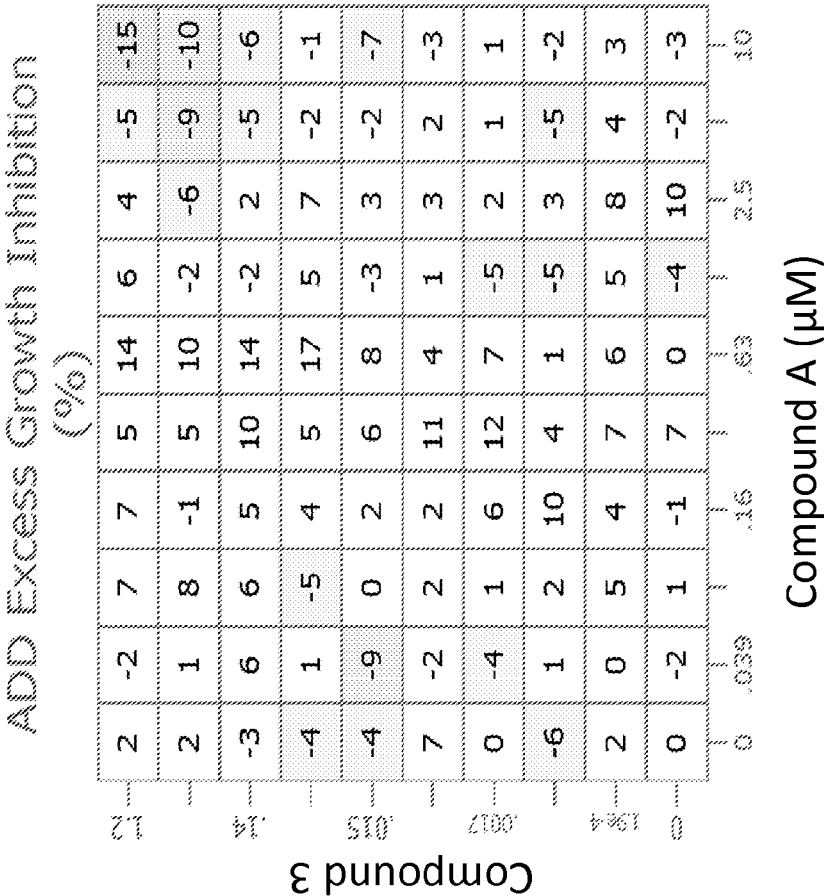 ADD Excess Growth Inhibition
(%)
1.2 2 -2 7 7 5 14 6 4 -5 -15
2 1 8 -1 5 10 -2 -6 -9 -10
.14 -3 6 6 5 10 14 -2 2 -5 -6
-4 1 -5 4 5 17 5 7 -2 -1
.015 -4 -9 0 2 6 8 -3 3 -2 -7
7 -2 2 2 11 4 1 3 2 -3
.0017 0 -4 1 6 12 7 -5 2 1 1
-6 1 2 10 4 1 -5 3 -5 -2
1.9e-4 2 0 5 4 7 6 5 8 4 3
0 0 -2 1 -1 7 0 -4 10 -2 -3
0 .039 .16 .63 2.5 10
Compound 3
Compound A (µM)